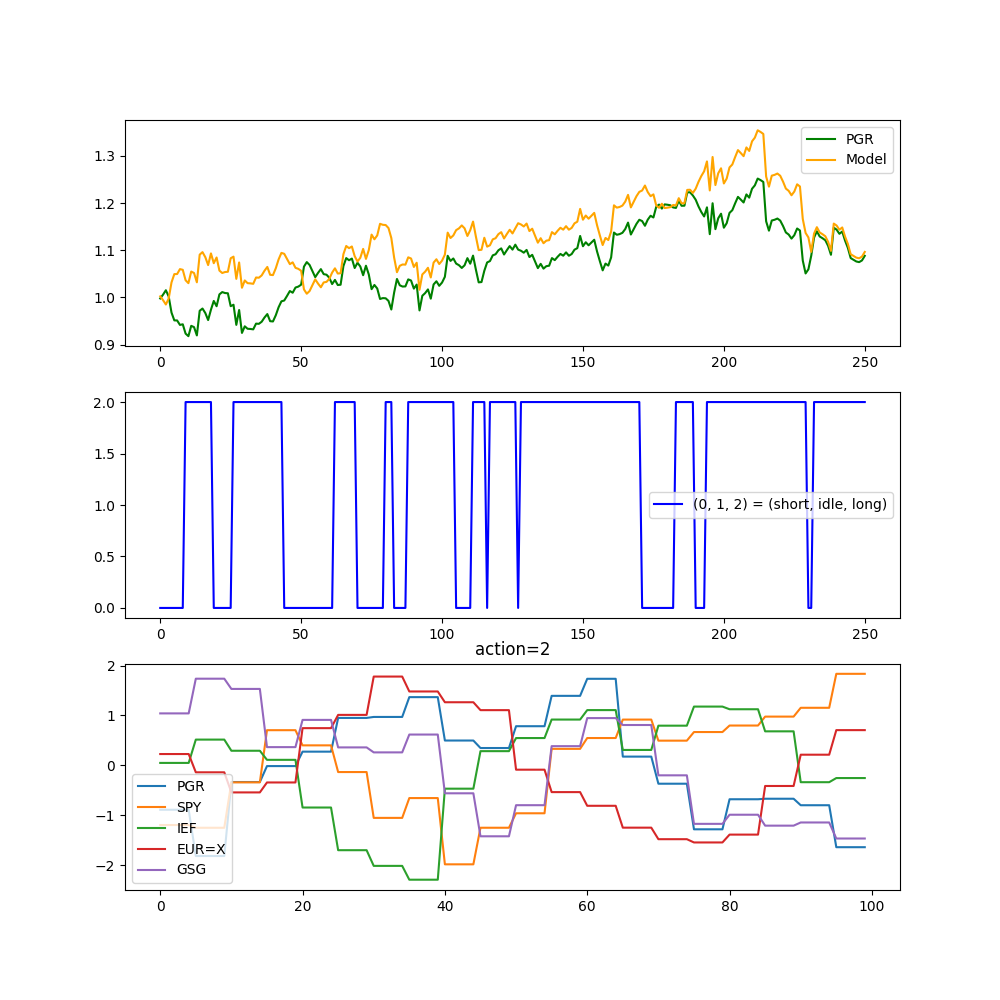 1.3
1.2
1.1
1.0
0.9
PGR
Model
0 50 100 150 200 250
2.0
1.5
1.0
0.5
0.0
(0, 1, 2) = (short, idle, long)
0 50 100 150 200 250
action=2
2
1
0
−1
−2
PGR
SPY
IEF
EUR=X
GSG
0 20 40 60 80 100